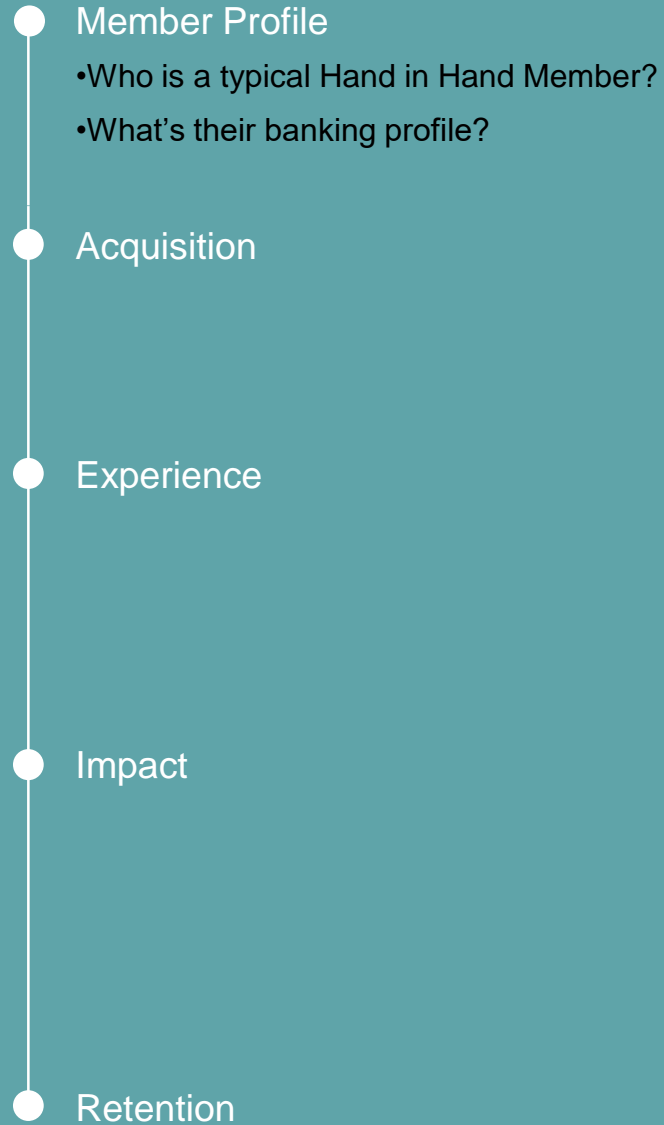 Member Profile
•Who is a typical Hand in Hand Member?
•What's their banking profile?
Acquisition
Experience
Impact
Retention